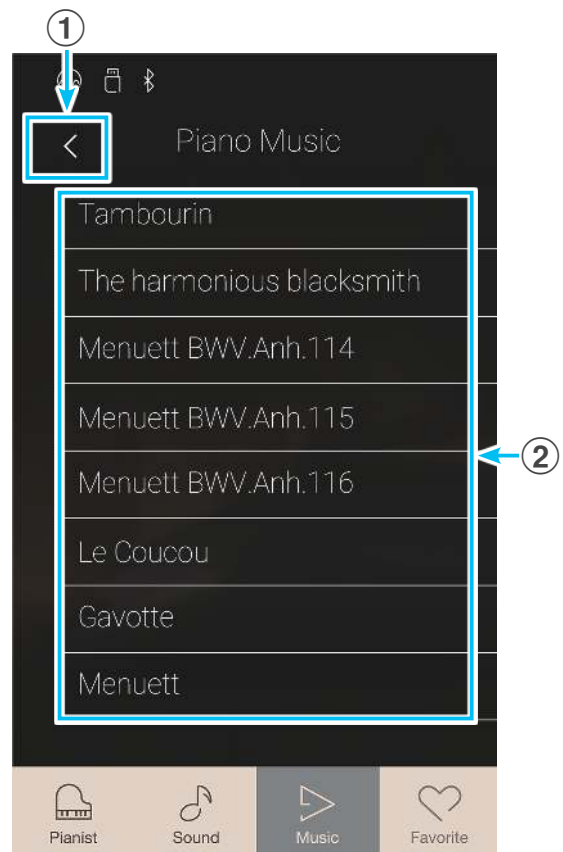 1
Piano Music
Tambourin
The harmonious blacksmith
Menuett BWV.Anh.114
Menuett BWV.Anh.115
Menuett BWV.Anh.116
2
Le Coucou
Gavotte
Menuett
Pianist Sound Music Favorite